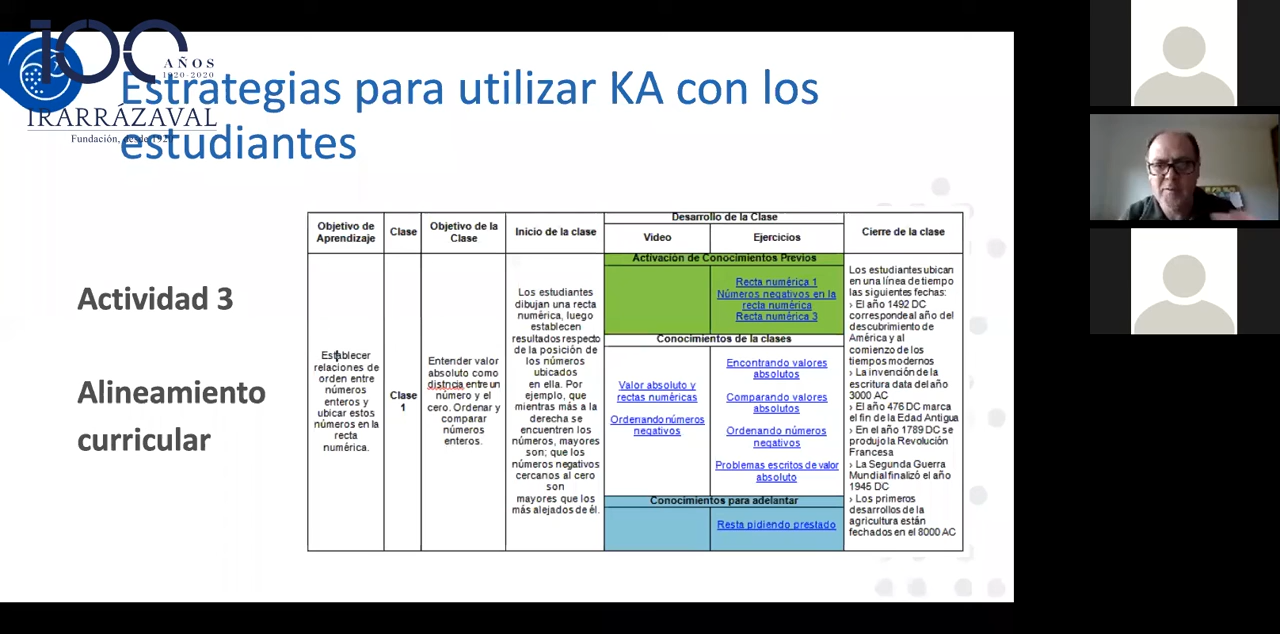 100
AÑOS
1920-2020
IRARRÁZAVAL
Fundación, desde 192
Estrategias para utilizar KA con los
estudiantes
Actividad 3
Alineamiento
curricular
Objetivo de
Aprendizaje
Clase
Objetivo de la
Clase
Inicio de la clase
Desarrollo de la Clase
Video
Ejercicios
Cierre de la clase
Establecer
relaciones de
orden entre
números
enteros y
ubicar estos
números en la
recta
numérica.
Clase
1
Entender valor
absoluto como
distncia entre un
número y el
cero. Ordenar y
comparar
números
enteros.
Los estudiantes
dibujan una recta
numérica, luego
establecen
resultados respecto
de la posición de
los números
ubicados
en ella. Por
ejemplo, que
mientras más a la
derecha se
encuentren los
números, mayores
son; que los
números negativos
cercanos al cero
son
mayores que los
más alejados de él.
Activación de Conocimientos Previos
Recta numérica 1
Números negativos en la
recta numérica
Recta numérica 3
Conocimientos de la clases
Valor absoluto y
rectas numéricas
Ordenando números
negativos
Encontrando valores
absolutos
Comparando valores
absolutos
Ordenando números
negativos
Problemas escritos de valor
absoluto
Conocimientos para adelantar
Resta pidiendo prestado
Los estudiantes ubican
en una línea de tiempo
las siguientes fechas:
› El año 1492 DC
corresponde al año del
descubrimiento de
América y al
comienzo de los
tiempos modernos
› La invención de la
escritura data del año
3000 AC
› El año 476 DC marca
el fin de la Edad Antigua
› En el año 1789 DC se
produjo la Revolución
Francesa
› La Segunda Guerra
Mundial finalizó el año
1945 DC
› Los primeros
desarrollos de la
agricultura están
fechados en el 8000 AC